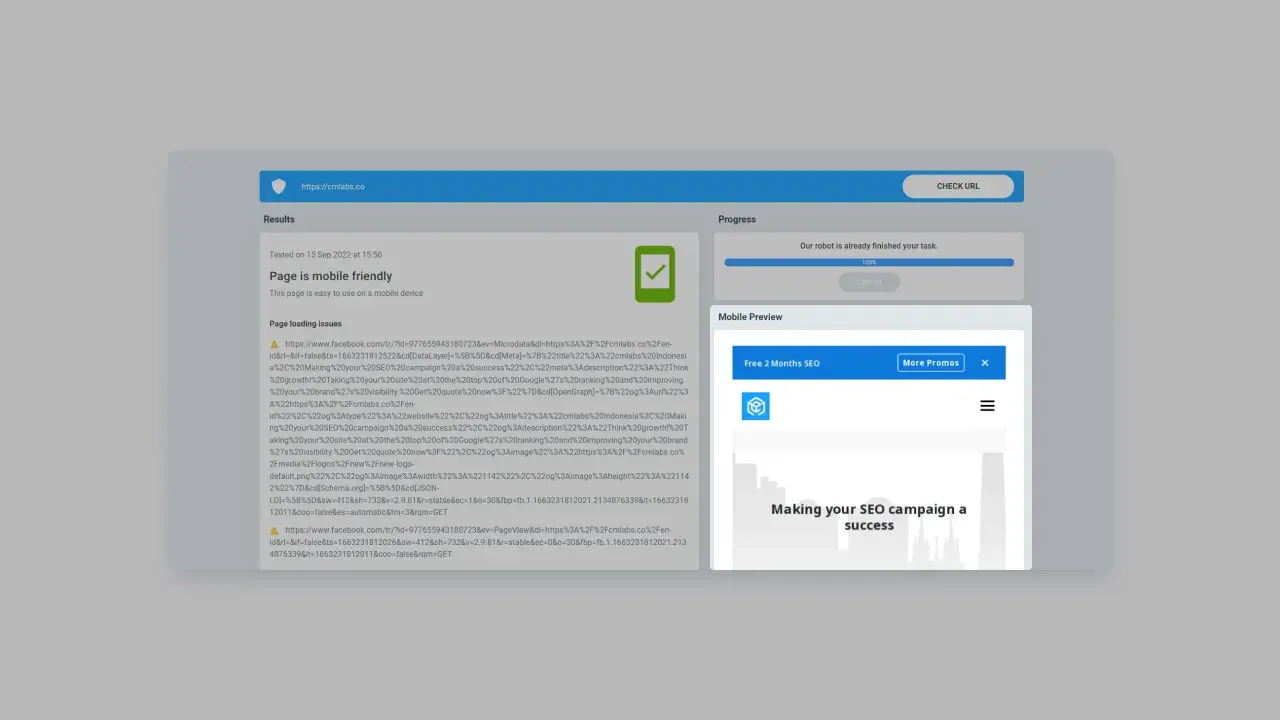 https://cmlabs.co
CHECK URL
Results
Tested on 15 Sep 2022 at 15:50
Page is mobile friendly
This page is easy to use on a mobile device
Page loading issues
https://www.facebook.com/tr/?id=977655943180723&ev=Microdata&dl=https%3A%2F%2Fcmlabs.co%2Fen-
id&rl=&if=false&ts=1663231812522&cd[DataLayer]=%5B%5D&cd[Meta]=%7B%22title%22%3A%22cmlabs%20Indonesi
a%2C%20Making%20your%20SEO%20campaign%20a%20success%22%2C%22meta%3Adescription%22%3A%22Think
%20growth!%20Taking%20your%20site%20at%20the%20top%20of%20Google%27s%20ranking%20and%20improving
%20your%20brand%27s%20visibility.%20Get%20quote%20now%3F%22%7D&cd[OpenGraph]=%7B%22og%3Aurl%22%3
A%22https%3A%2F%2Fcmlabs.co%2Fen-
id%22%2C%22og%3Atype%22%3A%22website%22%2C%22og%3Atitle%22%3A%22cmlabs%20Indonesia%2C%20Maki
ng%20your%20SEO%20campaign%20a%20success%22%2C%22og%3Adescription%22%3A%22Think%20growth!%20T
aking%20your%20site%20at%20the%20top%20of%20Google%27s%20ranking%20and%20improving%20your%20brand
%27s%20visibility.%20Get%20quote%20now%3F%22%2C%22og%3Aimage%22%3A%22https%3A%2F%2Fcmlabs.co%
2Fmedia%2Flogos%2Fnew%2Fnew-logo-
default.png%22%2C%22og%3Aimage%3Awidth%22%3A%221142%22%2C%22og%3Aimage%3Aheight%22%3A%22114
2%22%7D&cd[Schema.org]=%5B%5D&cd[JSON-
LD]=%5B%5D&sw=412&sh=732&v=2.9.81&r=stable&ec=1&o=30&fbp=fb.1.1663231812021.2134876339&it=1663231
812011&coo=false&es=automatic&tm=3&rqm=GET
https://www.facebook.com/tr/?id=977655943180723&ev=PageView&dl=https%3A%2F%2Fcmlabs.co%2Fen-
id&rl=&if=false&ts=1663231812026&sw=412&sh=732&v=2.9.81&r=stable&ec=0&o=30&fbp=fb.1.1663231812021.213
4876339&it=1663231812011&coo=false&rqm=GET
Progress
Our robot is already finished your task.
100%
Mobile Preview
Free 2 Months SEO
More Promos
Making your SEO campaign a
success